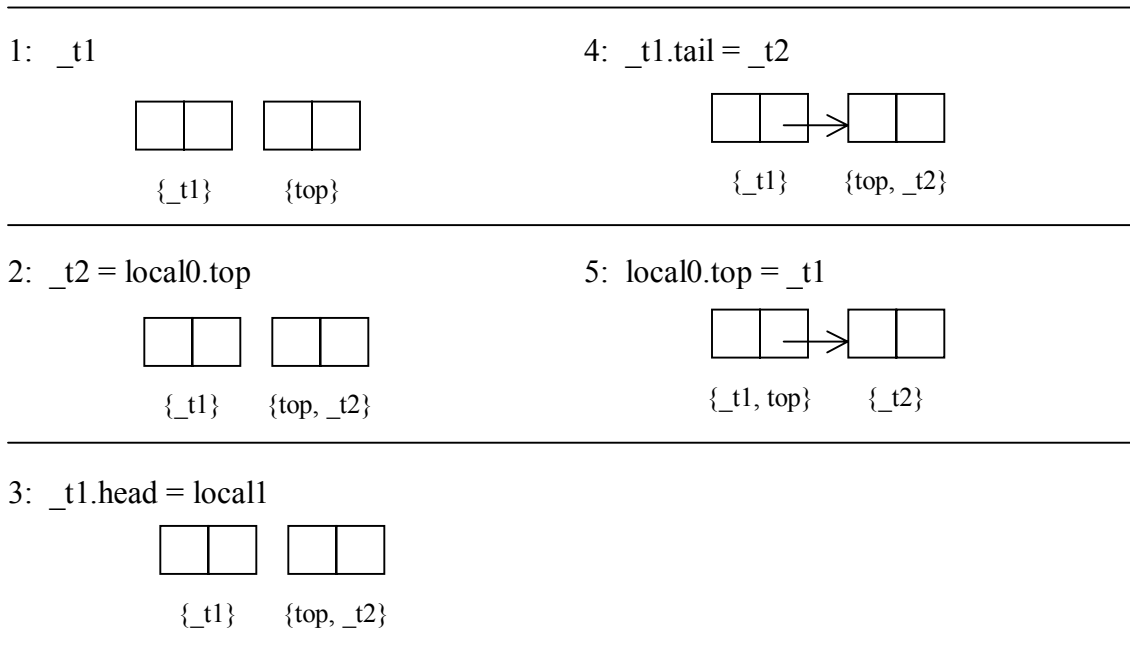 1: _t1
{_t1} {top}
2: _t2 = local0.top
{_t1} {top, _t2}
3: _t1.head = local1
{_t1} {top, _t2}
4: _t1.tail = _t2
{_t1} {top, _t2}
5: local0.top = _t1
{_t1, top} {_t2}